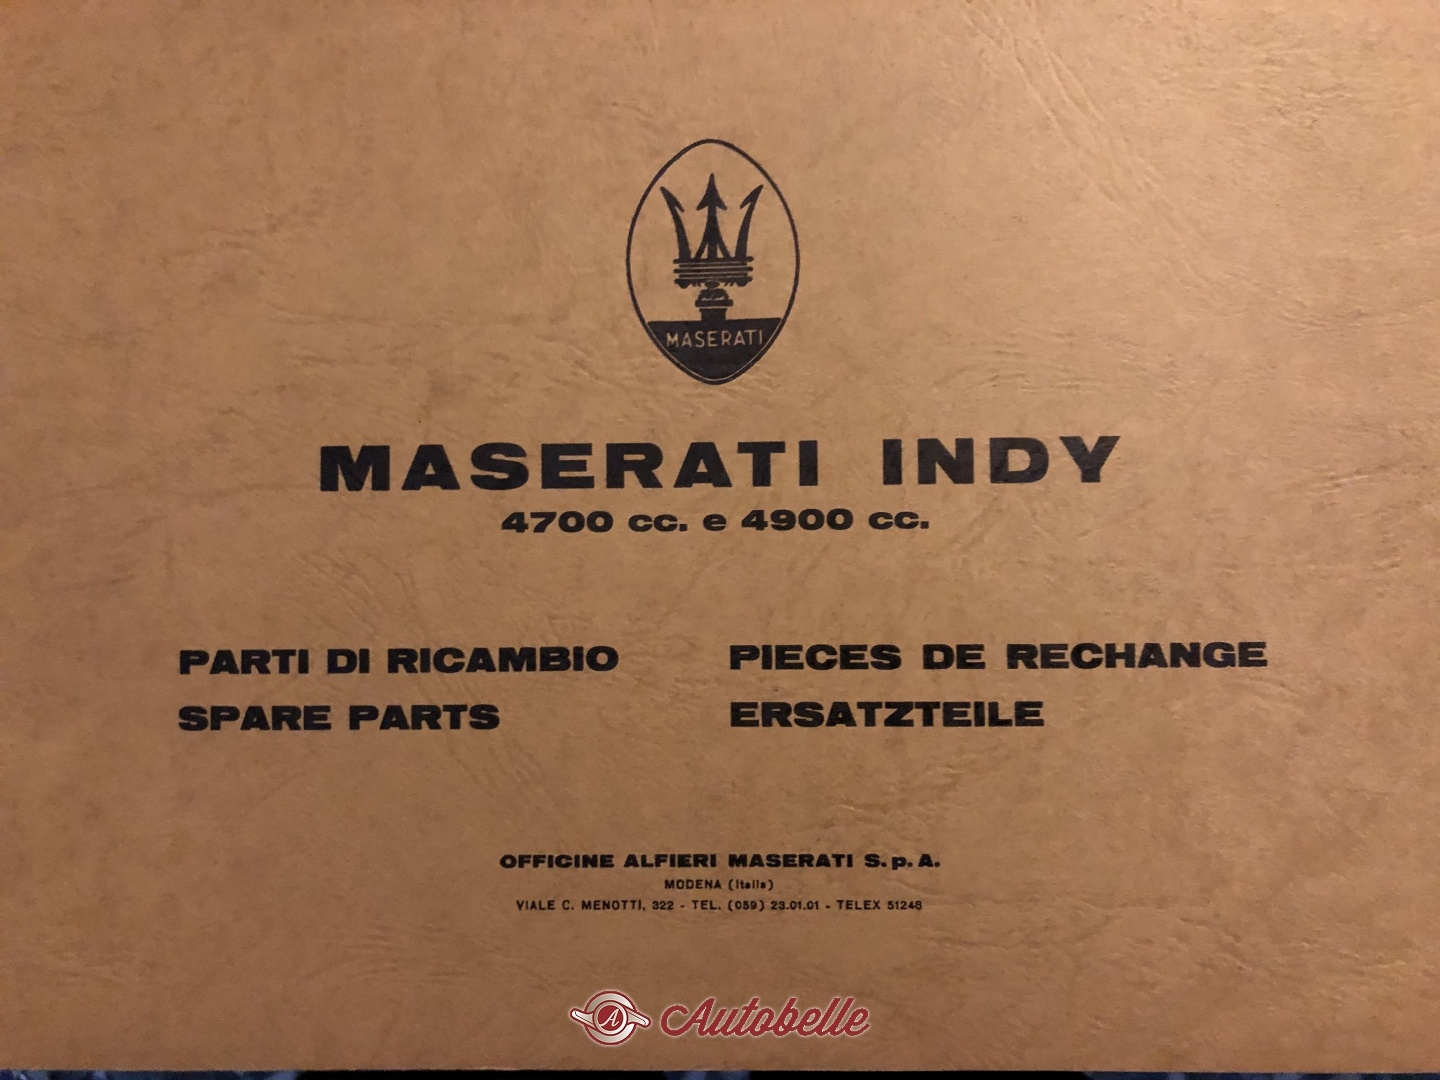 MASERATI
MASERATI INDY
4700 cc. e 4900 cc.
PARTI DI RICAMBIO
SPARE PARTS
PIECES DE RECHANGE
ERSATZTEILE
OFFICINE ALFIERI MASERATI S.p.A.
MODENA (Italia)
VIALE C. MENOTTI, 322 - TEL. (059) 23.01.01 - TELEX 51248
A Autobelle